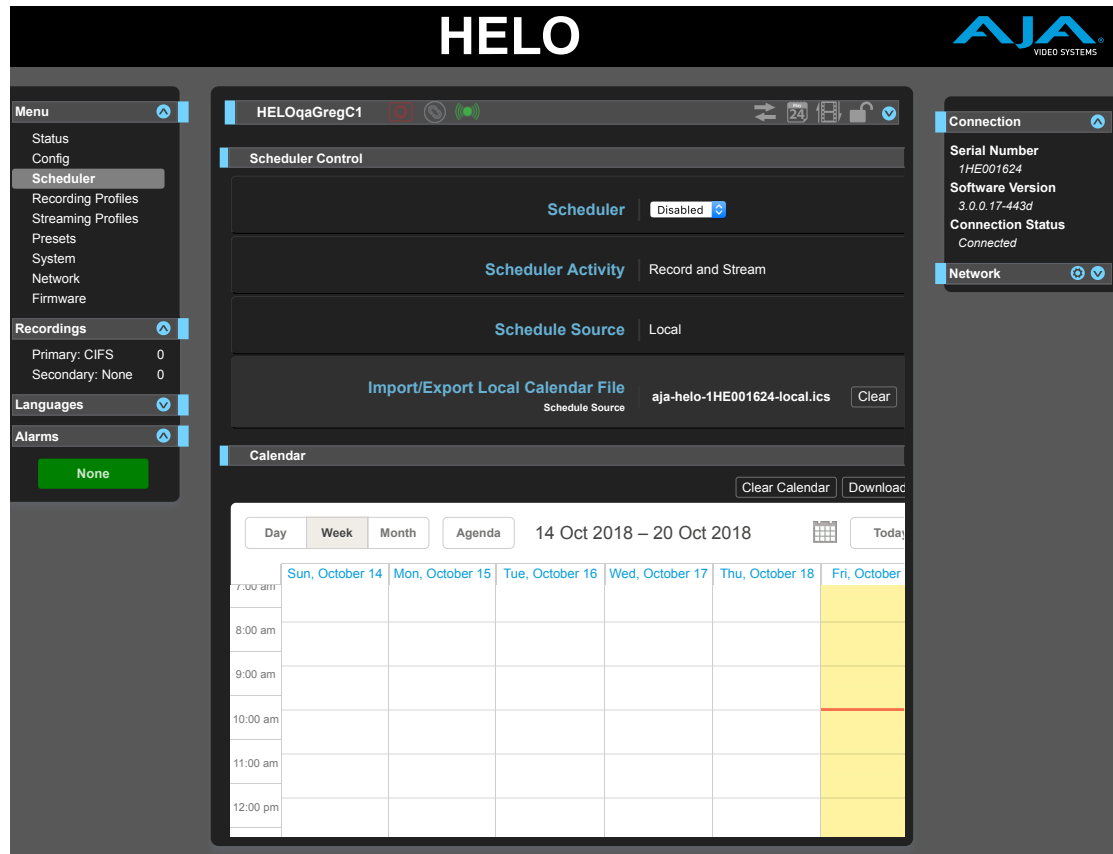 HELO
AJA
VIDEO SYSTEMS
Menu
Status
Config
Scheduler
Recording Profiles
Streaming Profiles
Presets
System
Network
Firmware
Recordings
Primary: CIFS 0
Secondary: None 0
Languages
Alarms
None
HELOqaGregC1
24
Scheduler Control
Scheduler Disabled
Scheduler Activity Record and Stream
Schedule Source Local
Import/Export Local Calendar File
Schedule Source
aja-helo-1HE001624-local.ics Clear
Calendar
Clear Calendar Download
Day Week Month Agenda 14 Oct 2018 – 20 Oct 2018 Today
Sun, October 14 Mon, October 15 Tue, October 16 Wed, October 17 Thu, October 18 Fri, October
7:00 am
8:00 am
9:00 am
10:00 am
11:00 am
12:00 pm
Connection
Serial Number
1HE001624
Software Version
3.0.0.17-443d
Connection Status
Connected
Network